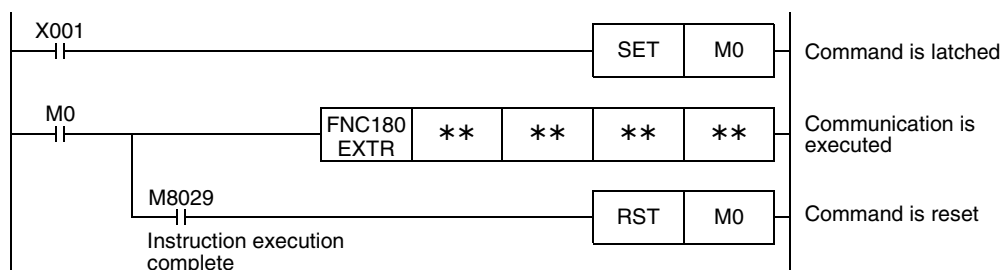 X001
SET M0 Command is latched
M0
FNC180 EXTR ** ** ** ** Communication is executed
M8029
RST M0 Command is reset
Instruction execution
complete